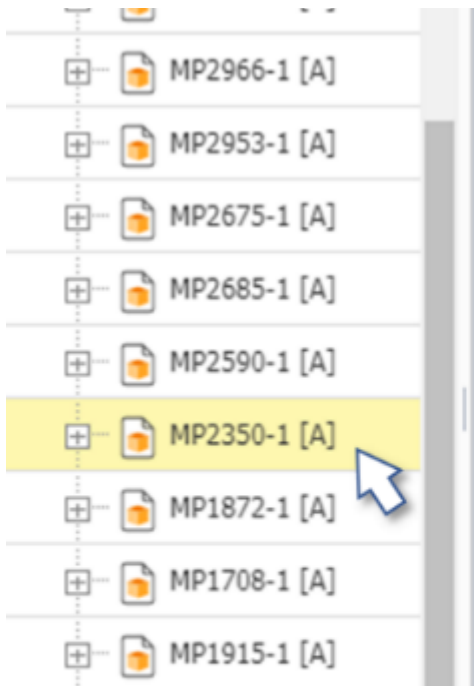 MP2966-1 [A]
MP2953-1 [A]
MP2675-1 [A]
MP2685-1 [A]
MP2590-1 [A]
MP2350-1 [A]
MP1872-1 [A]
MP1708-1 [A]
MP1915-1 [A]